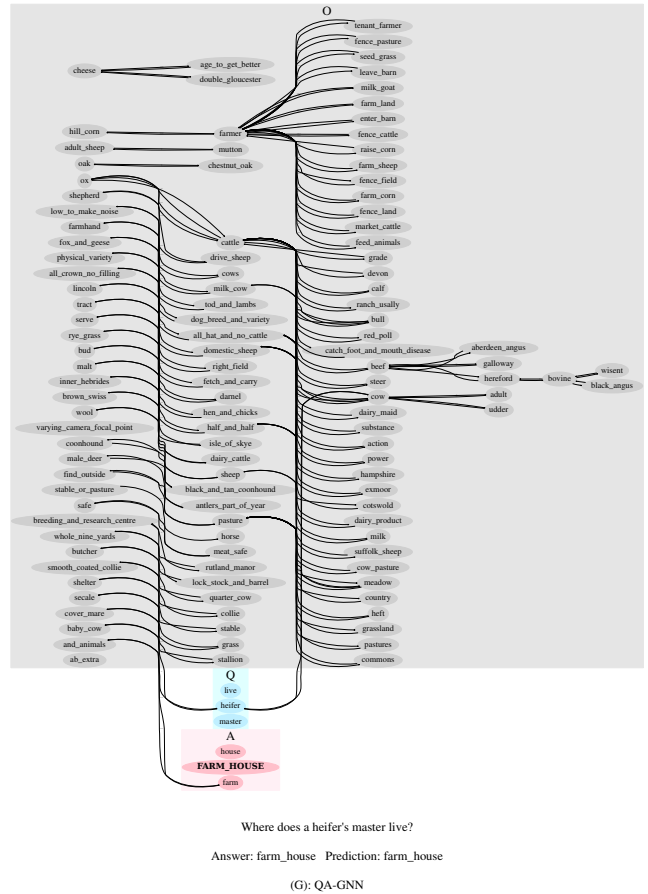 O
tenant_farmer
fence_pasture
seed_grass
leave_barn
milk_goat
farm_land
enter_barn
fence_cattle
raise_corn
farm_sheep
fence_field
farm_corn
fence_land
market_cattle
feed_animals
grade
devon
calf
ranch_usally
bull
red_poll
catch_foot_and_mouth_disease
beef
steer
cow
dairy_maid
substance
action
power
hampshire
exmoor
cotswold
dairy_product
milk
suffolk_sheep
cow_pasture
meadow
country
heft
grassland
pastures
commons
age_to_get_better
double_gloucester
farmer
mutton
chestnut_oak
cattle
drive_sheep
cows
milk_cow
tod_and_lambs
dog_breed_and_variety
all_hat_and_no_cattle
domestic_sheep
right_field
fetch_and_carry
darnel
hen_and_chicks
half_and_half
isle_of_skye
dairy_cattle
sheep
black_and_tan_coonhound
antlers_part_of_year
pasture
horse
meat_safe
rutland_manor
lock_stock_and_barrel
quarter_cow
collie
stable
grass
stallion
cheese
hill_corn
adult_sheep
oak
ox
shepherd
low_to_make_noise
farmhand
fox_and_geese
physical_variety
all_crown_no_filling
lincoln
tract
serve
rye_grass
bud
malt
inner_hebrides
brown_swiss
wool
varying_camera_focal_point
coonhound
male_deer
find_outside
stable_or_pasture
safe
breeding_and_research_centre
whole_nine_yards
butcher
smooth_coated_collie
shelter
secale
cover_mare
baby_cow
and_animals
ab_extra
aberdeen_angus
galloway
hereford
adult
udder
bovine
wisent
black_angus
Q
live
heifer
master
A
house
FARM_HOUSE
farm
Where does a heifer's master live?
Answer: farm_house Prediction: farm_house
(G): QA-GNN